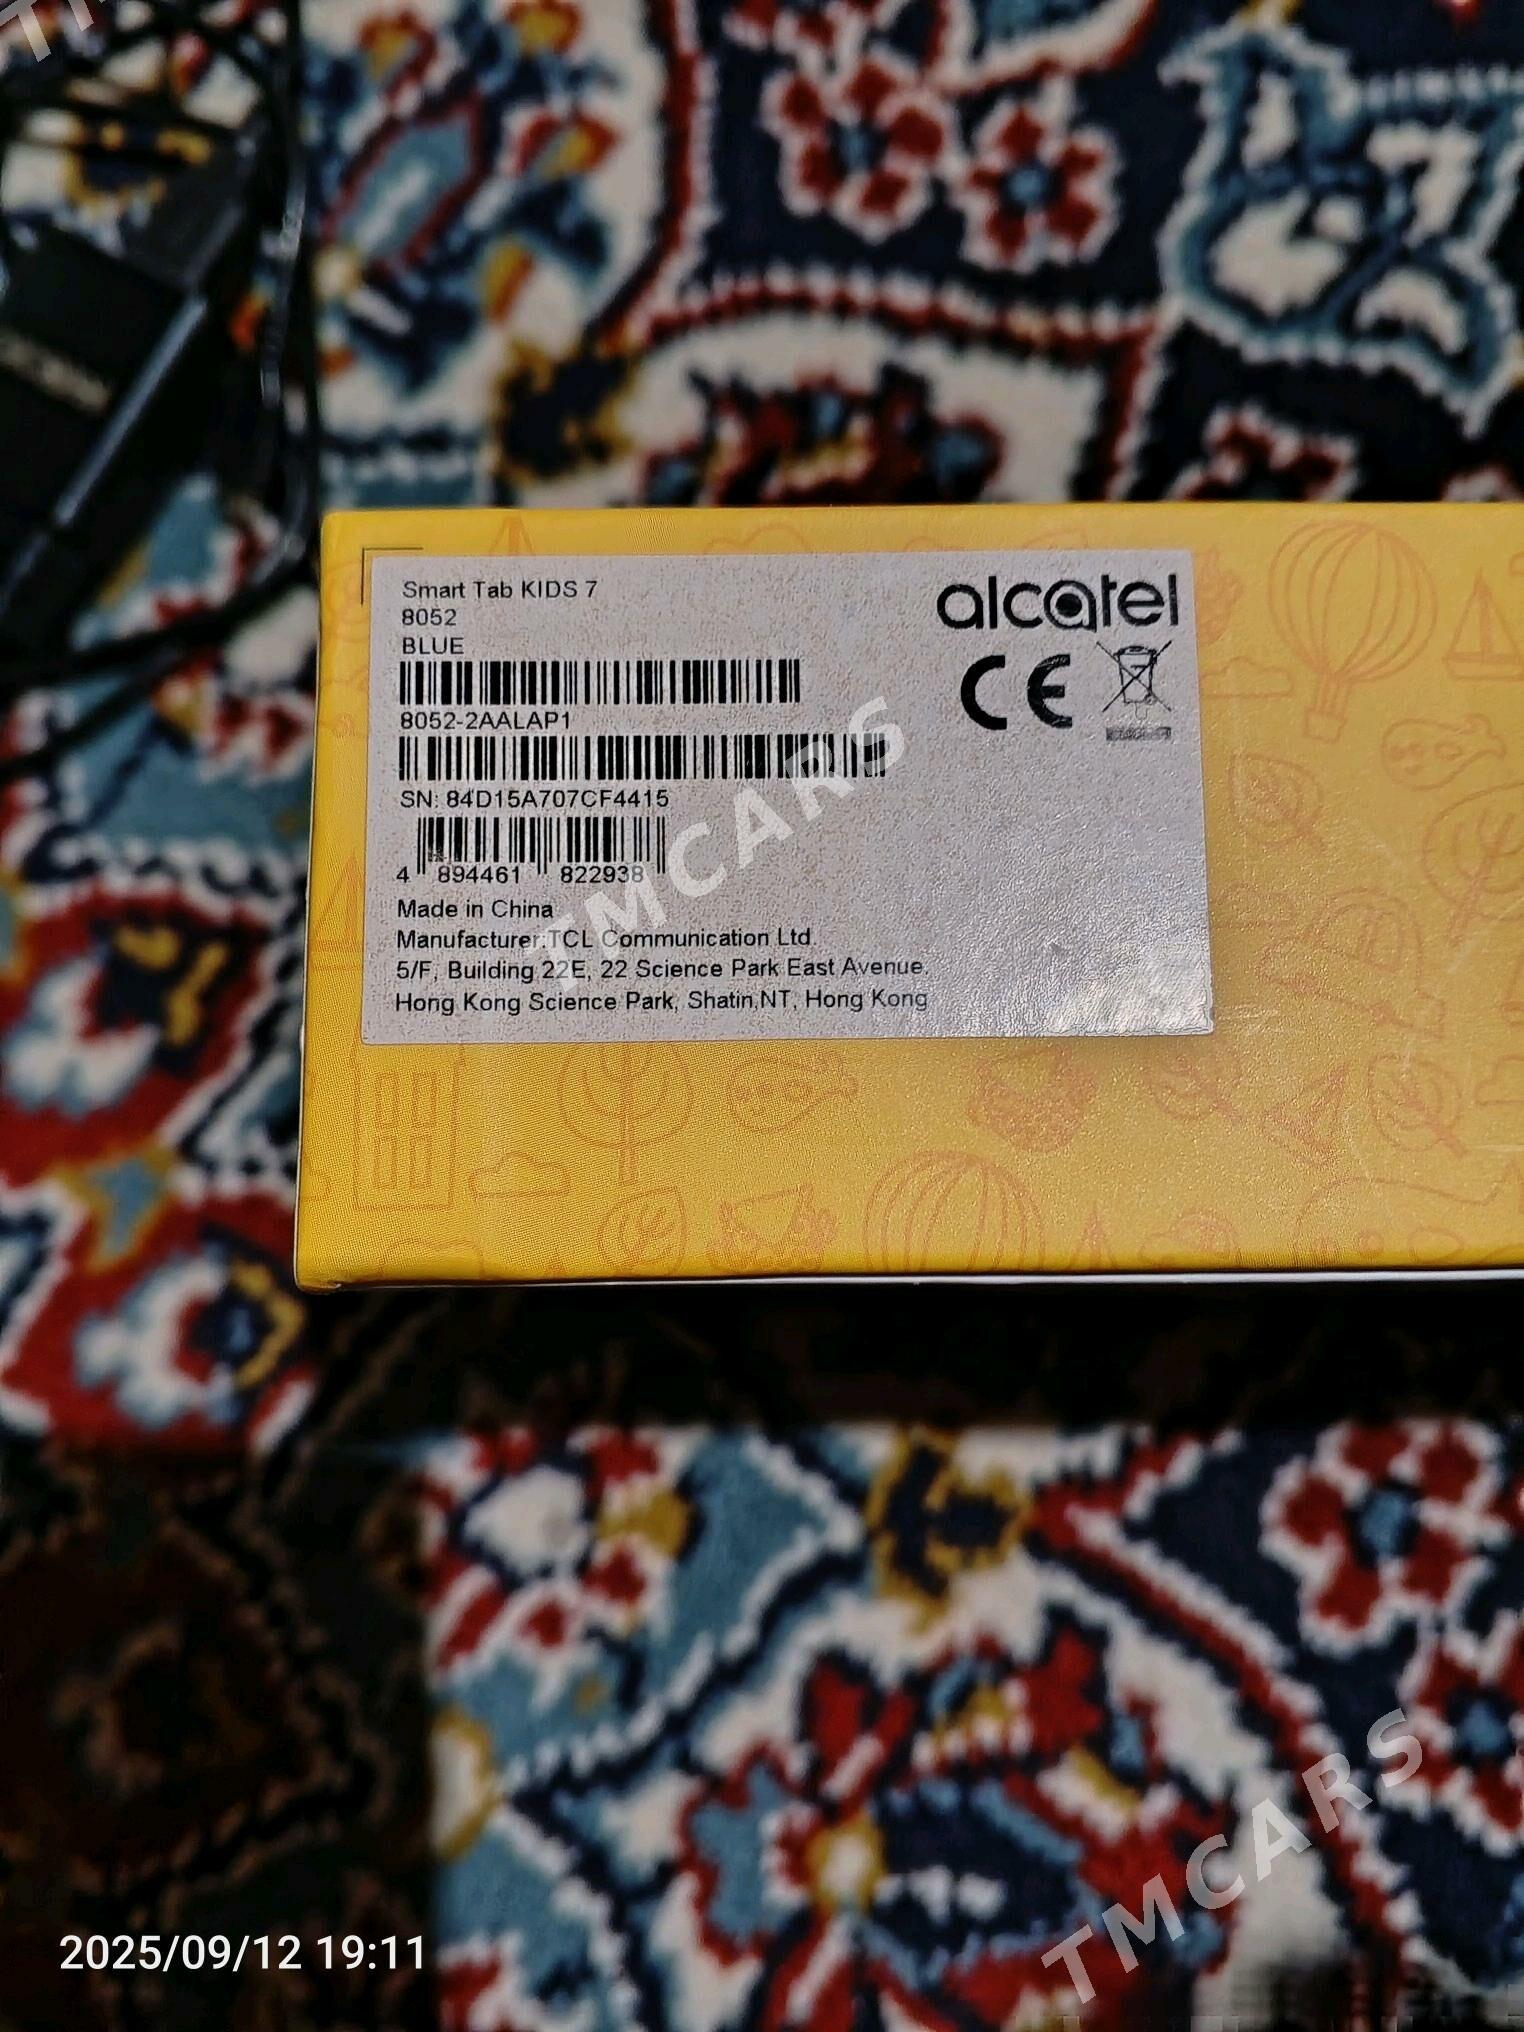 Smart Tab KIDS 7
8052
BLUE
alcatel
CE
8052-2AALAP1
SN: 84D15A707CF4415
4 894461 822938
Made in China
Manufacturer:TCL Communication Ltd.
5/F, Building 22E, 22 Science Park East Avenue.
Hong Kong Science Park, Shatin,NT, Hong Kong
TMCARS
TMCARS
2025/09/12 19:11